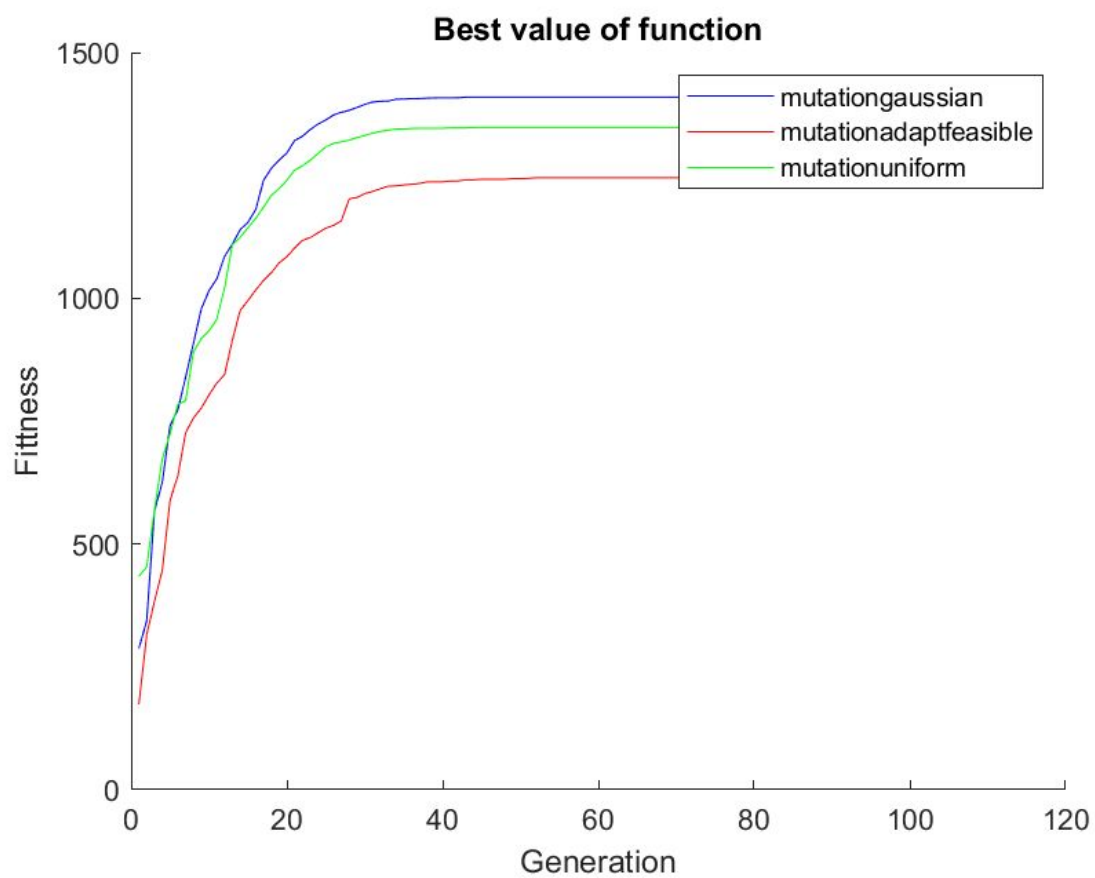 Best value of function
1500
1000
500
0
Fittness
mutationgaussian
mutationadaptfeasible
mutationuniform
0 20 40 60 80 100 120
Generation